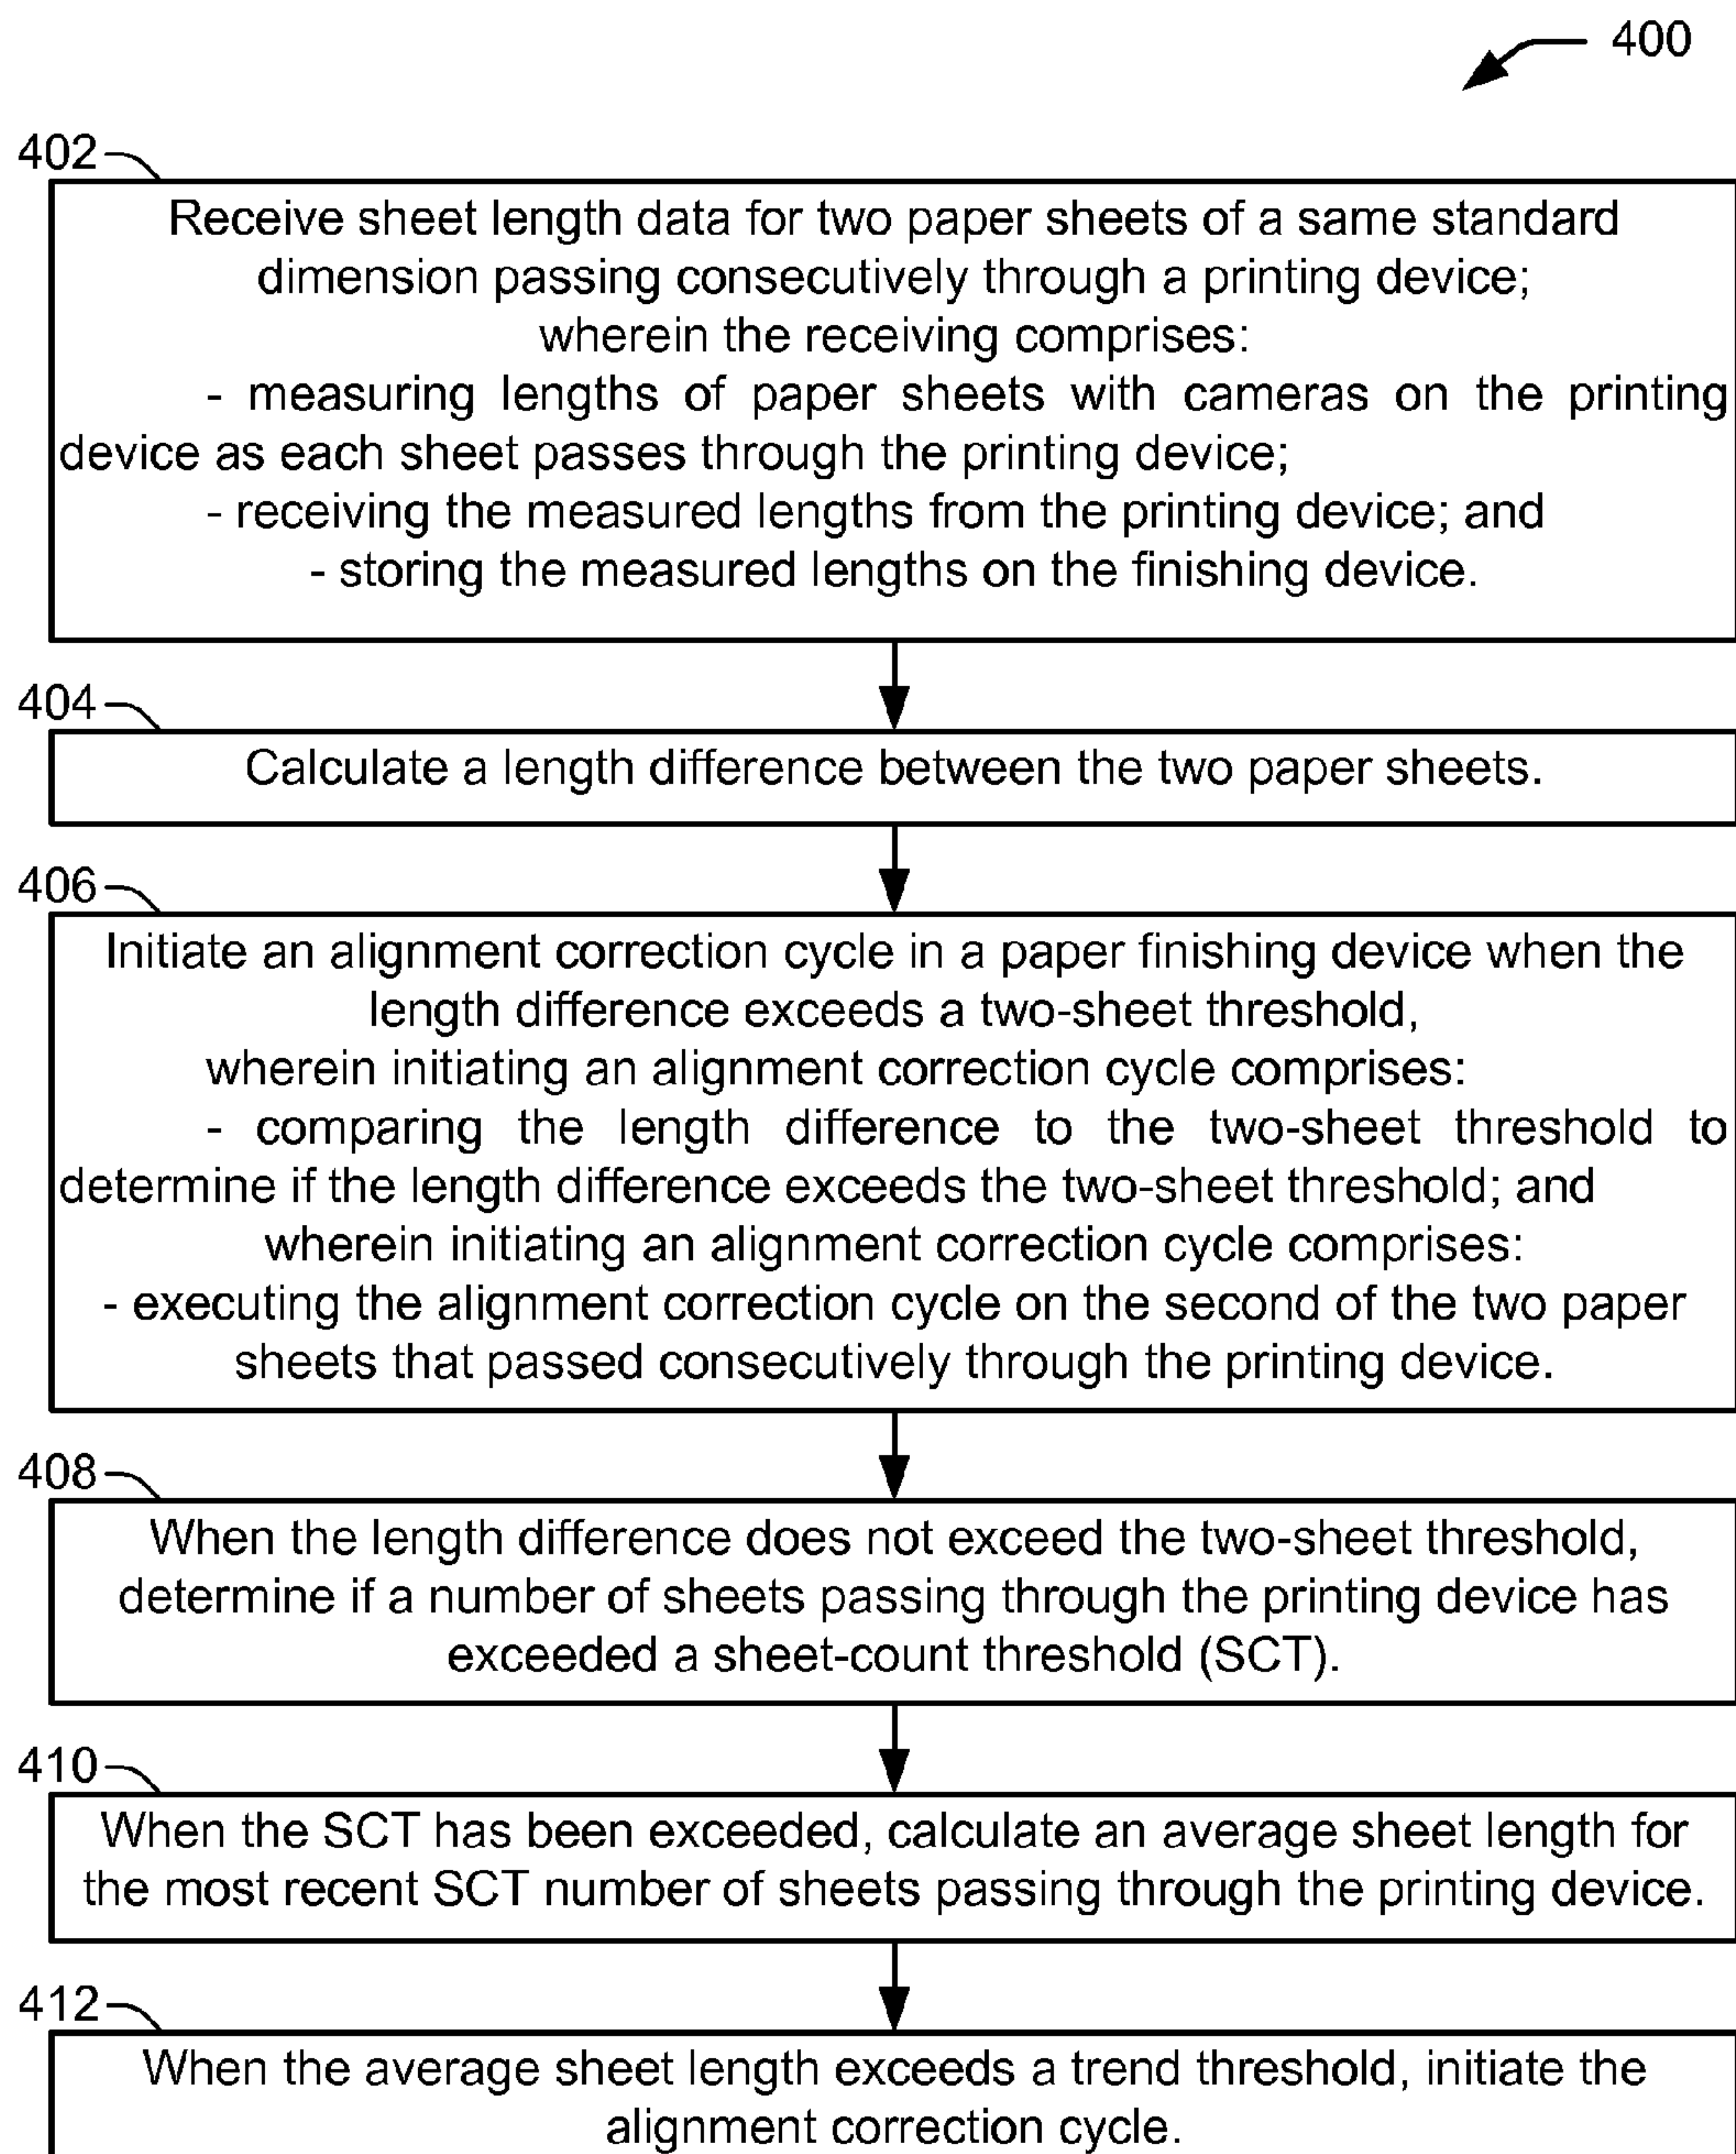 400
402
Receive sheet length data for two paper sheets of a same standard
dimension passing consecutively through a printing device;
wherein the receiving comprises:
- measuring lengths of paper sheets with cameras on the printing
device as each sheet passes through the printing device;
- receiving the measured lengths from the printing device; and
- storing the measured lengths on the finishing device.
404
Calculate a length difference between the two paper sheets.
406
Initiate an alignment correction cycle in a paper finishing device when the
length difference exceeds a two-sheet threshold,
wherein initiating an alignment correction cycle comprises:
- comparing the length difference to the two-sheet threshold to
determine if the length difference exceeds the two-sheet threshold; and
wherein initiating an alignment correction cycle comprises:
- executing the alignment correction cycle on the second of the two paper
sheets that passed consecutively through the printing device.
408
When the length difference does not exceed the two-sheet threshold,
determine if a number of sheets passing through the printing device has
exceeded a sheet-count threshold (SCT).
410
When the SCT has been exceeded, calculate an average sheet length for
the most recent SCT number of sheets passing through the printing device.
412
When the average sheet length exceeds a trend threshold, initiate the
alignment correction cycle.